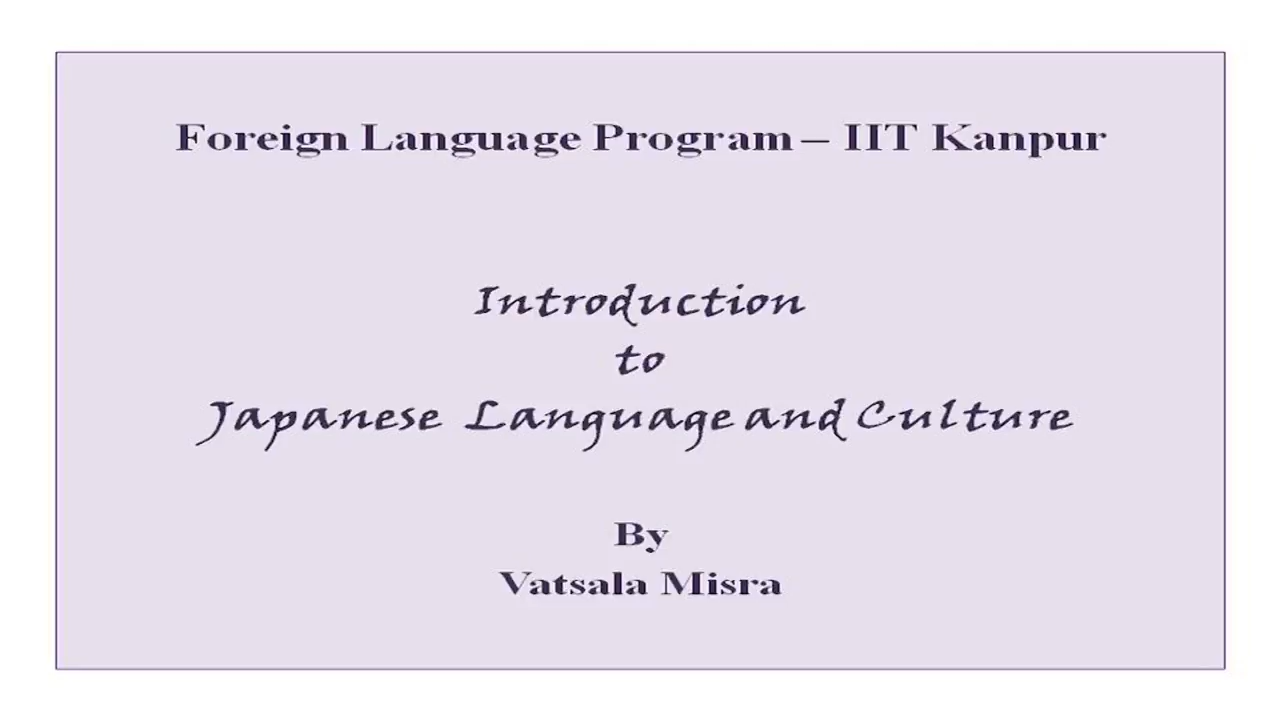 Foreign Language Program – IIT Kanpur
Introduction
to
Japanese Language and Culture
By
Vatsala Misra